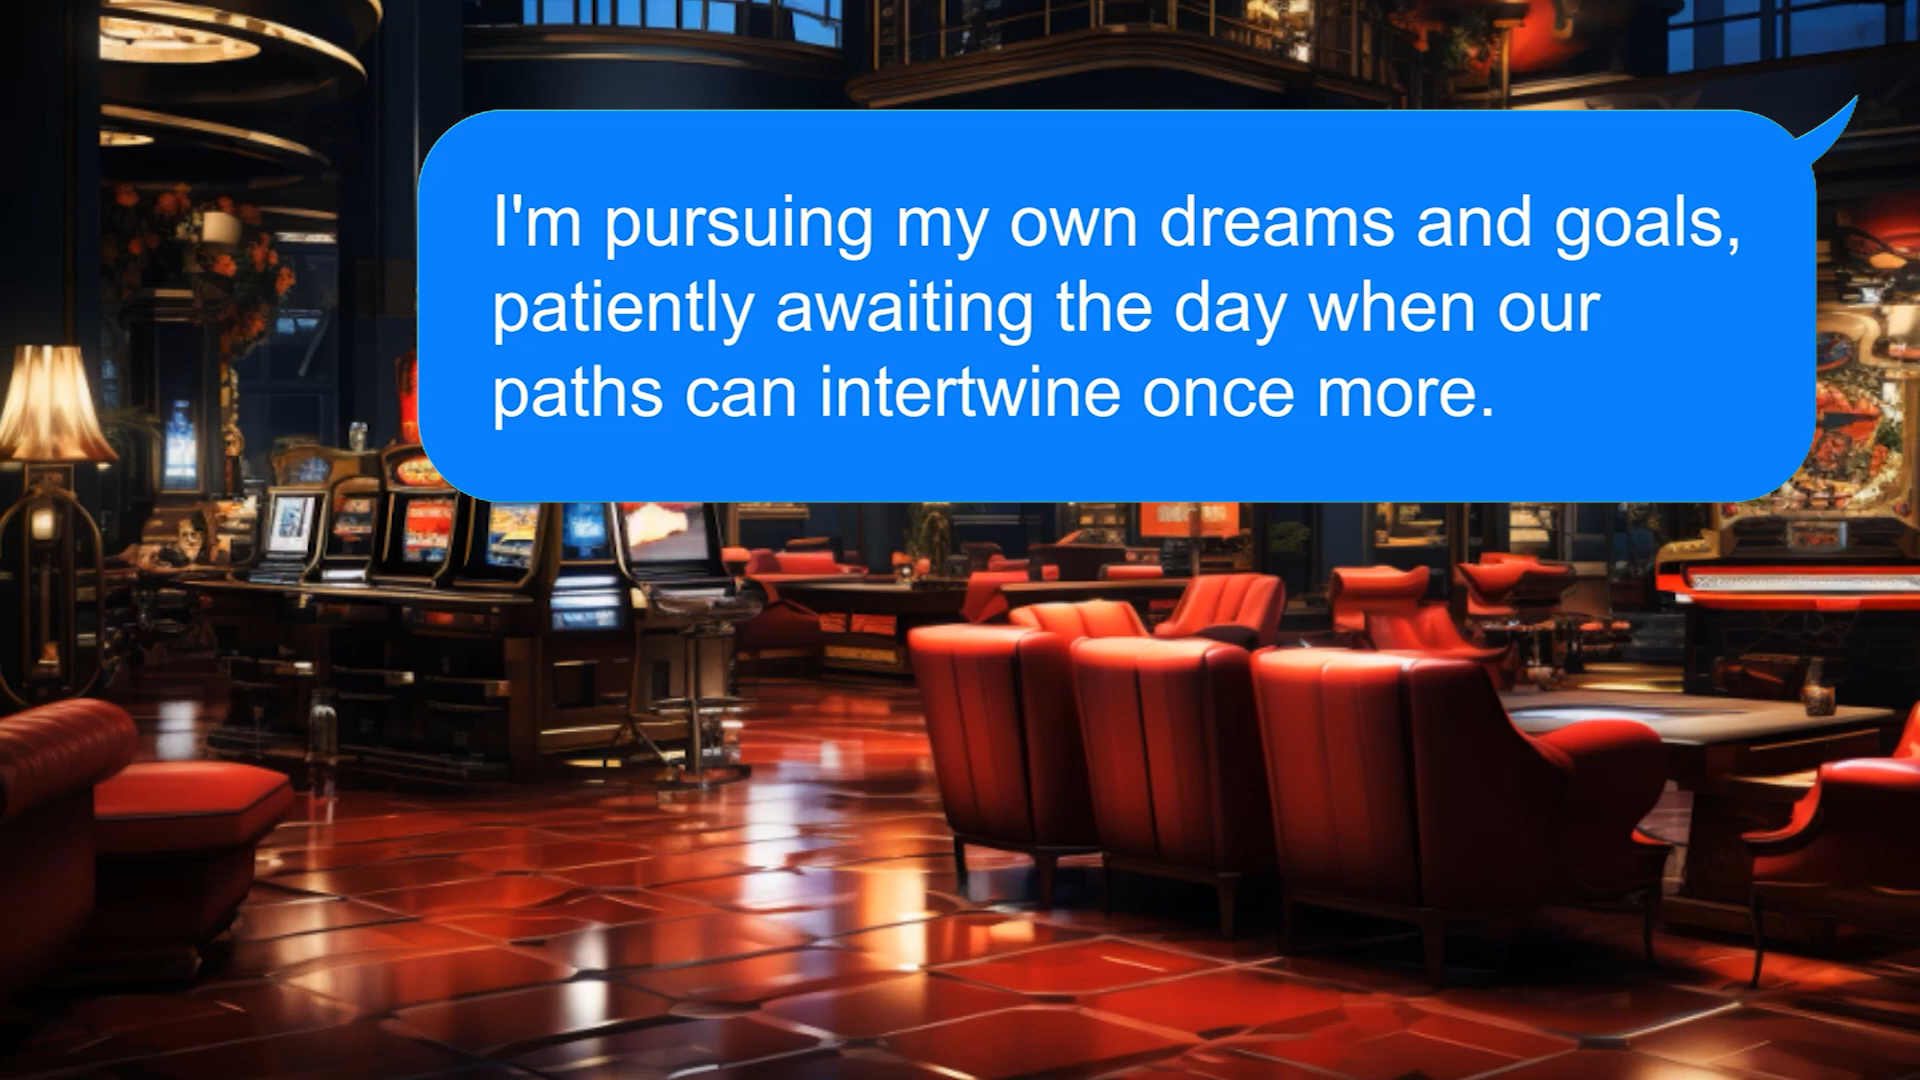 I'm pursuing my own dreams and goals,
patiently awaiting the day when our
paths can intertwine once more.